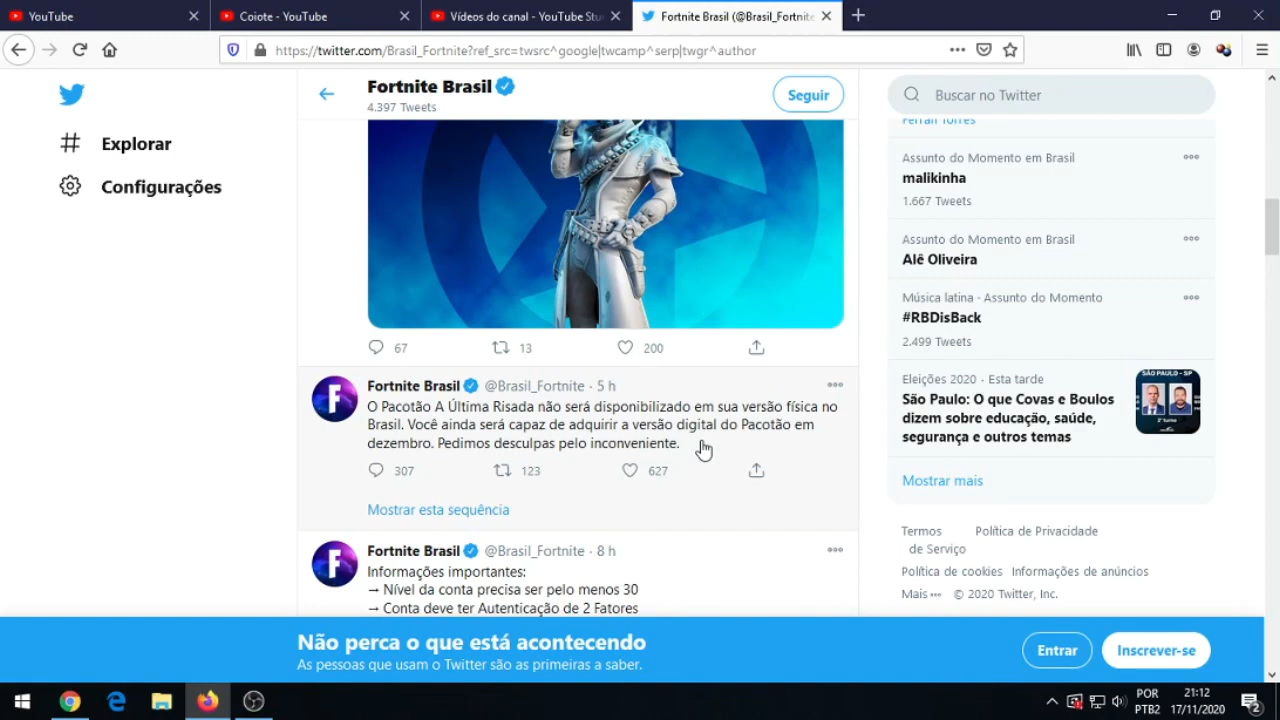 YouTube
Coiote - YouTube
Vídeos do canal - YouTube Stu
Fortnite Brasil (@Brasil_Fortnite
https://twitter.com/Brasil_Fortnite?ref_src=twsrc^google|twcamp^serp|twgr^author
Explorar
Configurações
Fortnite Brasil
4.397 Tweets
Seguir
67 13 200
Fortnite Brasil @Brasil_Fortnite · 5 h
O Pacotão A Última Risada não será disponibilizado em sua versão física no
Brasil. Você ainda será capaz de adquirir a versão digital do Pacotão em
dezembro. Pedimos desculpas pelo inconveniente.
307 123 627
Mostrar esta sequência
Fortnite Brasil @Brasil_Fortnite · 8 h
Informações importantes:
→ Nível da conta precisa ser pelo menos 30
→ Conta deve ter Autenticação de 2 Fatores
Buscar no Twitter
Ferran Torres
Assunto do Momento em Brasil
malikinha
1.667 Tweets
Assunto do Momento em Brasil
Alê Oliveira
Música latina · Assunto do Momento
#RBDisBack
2.499 Tweets
Eleições 2020 · Esta tarde
São Paulo: O que Covas e Boulos
dizem sobre educação, saúde,
segurança e outros temas
SÃO PAULO - SP
2º turno
Mostrar mais
Termos de Serviço
Política de Privacidade
Política de cookies Informações de anúncios
Mais ••• © 2020 Twitter, Inc.
Não perca o que está acontecendo
As pessoas que usam o Twitter são as primeiras a saber.
Entrar
Inscrever-se
POR
PTB2
21:12
17/11/2020
2